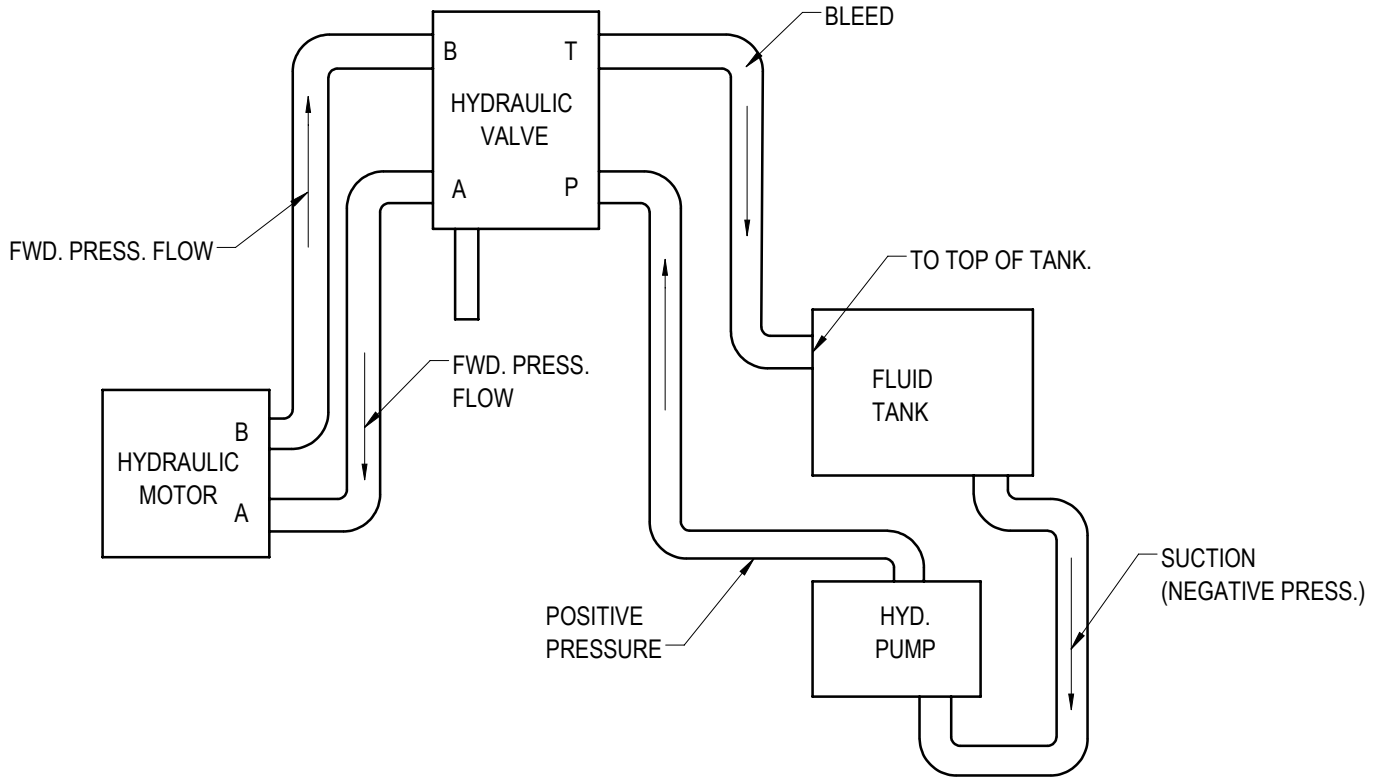 BLEED
B
T
HYDRAULIC
VALVE
A
P
FWD. PRESS. FLOW
TO TOP OF TANK.
FWD. PRESS.
FLOW
FLUID
TANK
B
HYDRAULIC
MOTOR
A
SUCTION
(NEGATIVE PRESS.)
POSITIVE
PRESSURE
HYD.
PUMP